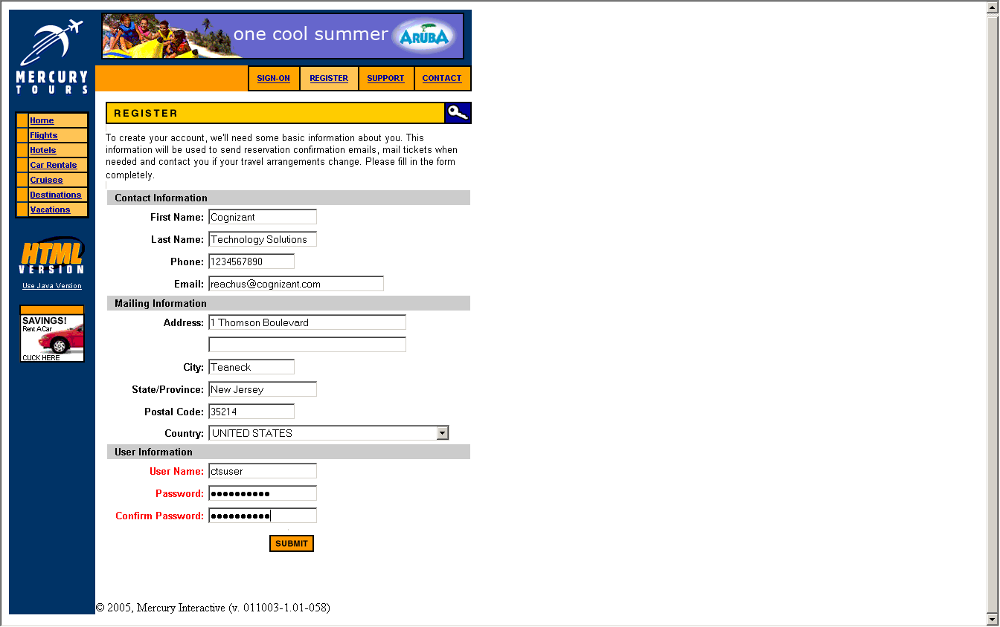 MERCURY
TOURS
one cool summer ARUBA
SIGN-ON REGISTER SUPPORT CONTACT
Home
Flights
Hotels
Car Rentals
Cruises
Destinations
Vacations
HTML
VERSION
Use Java Version
SAVINGS!
Rent A Car
CLICK HERE
REGISTER
To create your account, we'll need some basic information about you. This
information will be used to send reservation confirmation emails, mail tickets when
needed and contact you if your travel arrangements change. Please fill in the form
completely.
Contact Information
First Name: Cognizant
Last Name: Technology Solutions
Phone: 1234567890
Email: reachus@cognizant.com
Mailing Information
Address: 1 Thomson Boulevard
City: Teaneck
State/Province: New Jersey
Postal Code: 35214
Country: UNITED STATES
User Information
User Name: ctsuser
Password: ••••••••••
Confirm Password: ••••••••••
SUBMIT
© 2005, Mercury Interactive (v. 011003-1.01-058)